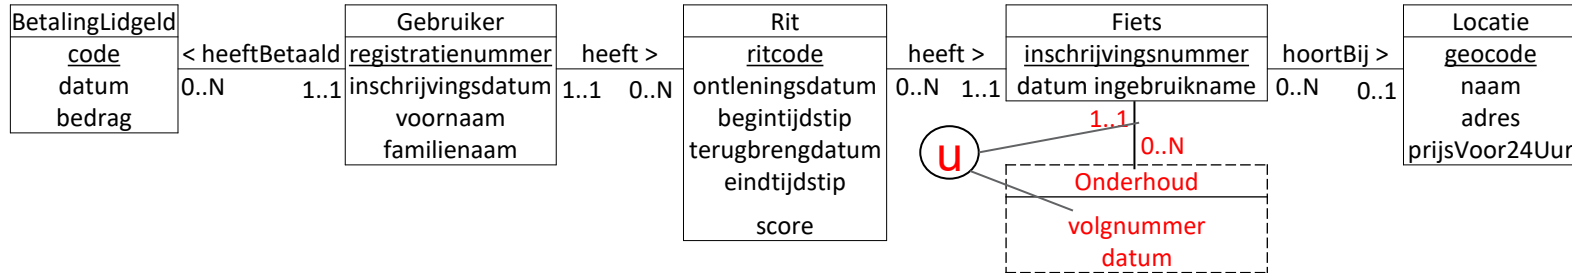 BetalingLidgeld
code
datum
bedrag
< heeftBetaald
0..N
1..1
Gebruiker
registratienummer
inschrijvingsdatum
voornaam
familienaam
heeft >
1..1
0..N
Rit
ritcode
ontleningsdatum
begintijdstip
terugbrengdatum
eindtijdstip
score
heeft >
0..N
1..1
Fiets
inschrijvingsnummer
datum ingebruikname
hoortBij >
0..N
0..1
Locatie
geocode
naam
adres
prijsVoor24Uur
1..1
0..N
u
Onderhoud
volgnummer
datum